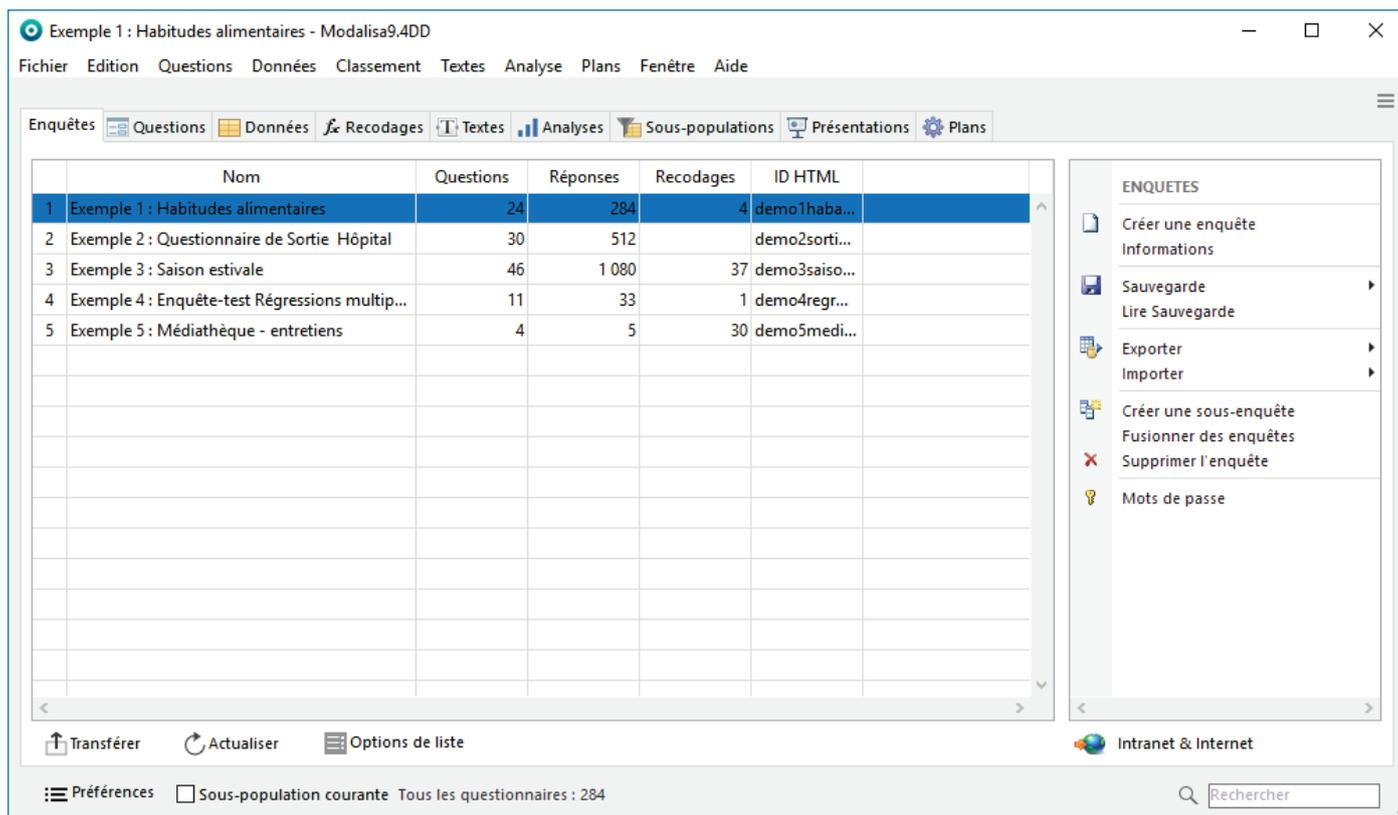 Exemple 1 : Habitudes alimentaires - Modalisa9.4DD
Fichier Edition Questions Données Classement Textes Analyse Plans Fenêtre Aide
Enquêtes Questions Données fx Recodages T Textes Analyses Sous-populations Présentations Plans
Nom Questions Réponses Recodages ID HTML
1 Exemple 1 : Habitudes alimentaires 24 284 4 demo1haba...
2 Exemple 2 : Questionnaire de Sortie Hôpital 30 512 demo2sorti...
3 Exemple 3 : Saison estivale 46 1 080 37 demo3saiso...
4 Exemple 4 : Enquête-test Régressions multip... 11 33 1 demo4regr...
5 Exemple 5 : Médiathèque - entretiens 4 5 30 demo5medi...
ENQUETES
Créer une enquête
Informations
Sauvegarde
Lire Sauvegarde
Exporter
Importer
Créer une sous-enquête
Fusionner des enquêtes
Supprimer l'enquête
Mots de passe
Transférer Actualiser Options de liste Intranet & Internet
Préférences Sous-population courante Tous les questionnaires : 284 Rechercher